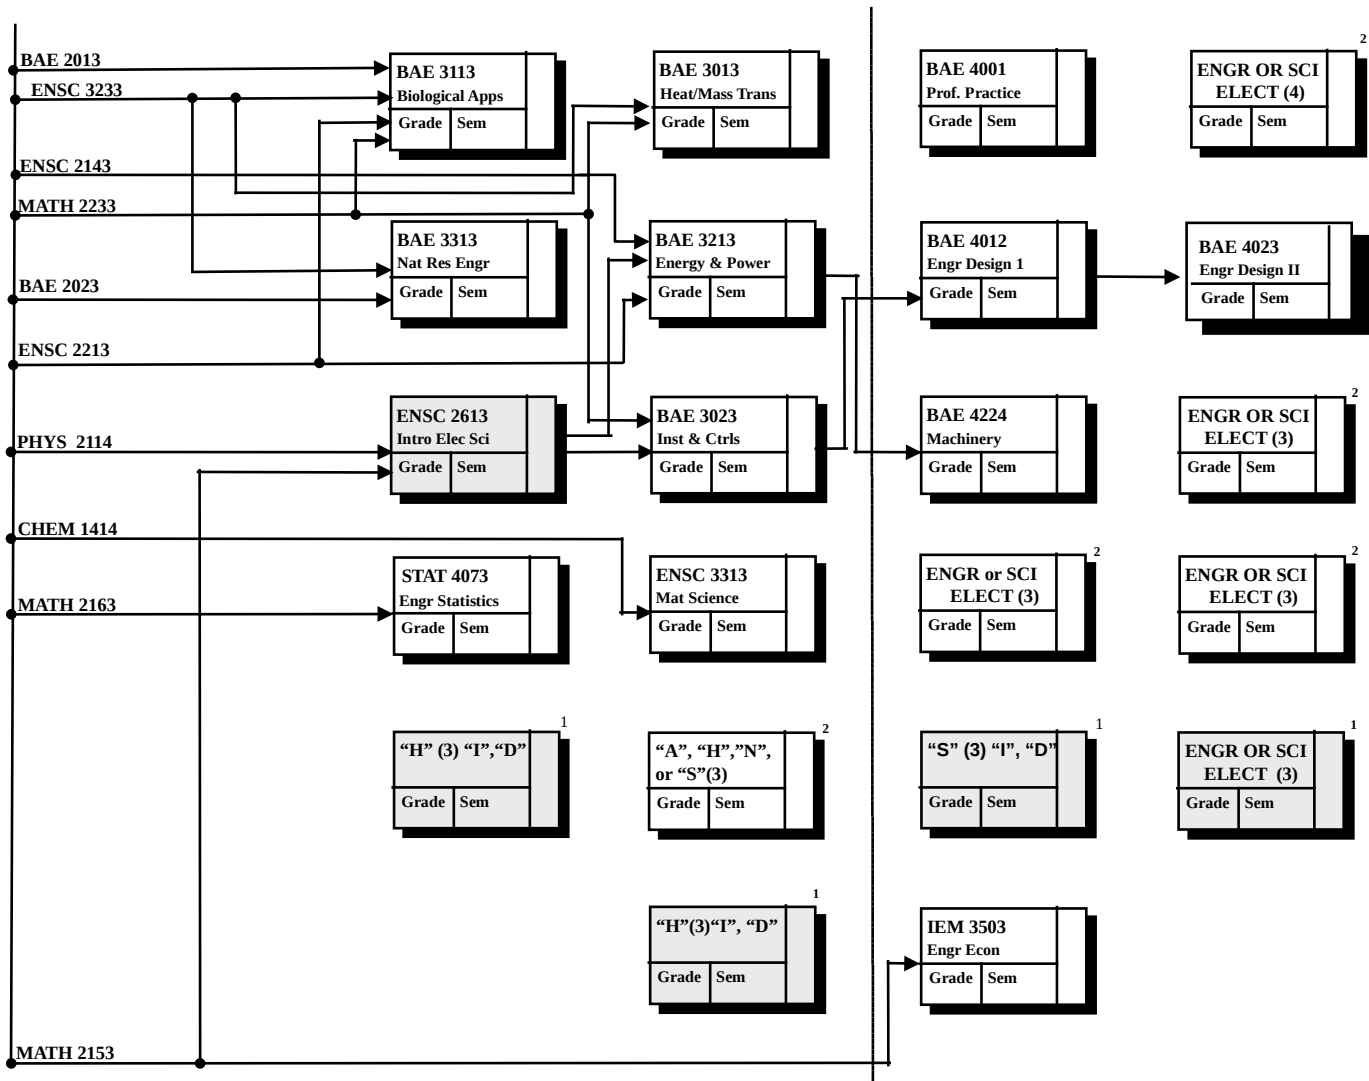 BAE 2013
ENSC 3233
ENSC 2143
MATH 2233
BAE 2023
ENSC 2213
PHYS 2114
CHEM 1414
MATH 2163
MATH 2153
BAE 3113
Biological Apps
Grade Sem
BAE 3313
Nat Res Engr
Grade Sem
ENSC 2613
Intro Elec Sci
Grade Sem
STAT 4073
Engr Statistics
Grade Sem
1
“H” (3) “I”,“D”
Grade Sem
BAE 3013
Heat/Mass Trans
Grade Sem
BAE 3213
Energy & Power
Grade Sem
BAE 3023
Inst & Ctrls
Grade Sem
ENSC 3313
Mat Science
Grade Sem
2
“A”, “H”,”N”,
or “S”(3)
Grade Sem
1
“H”(3)“I”, “D”
Grade Sem
BAE 4001
Prof. Practice
Grade Sem
BAE 4012
Engr Design 1
Grade Sem
BAE 4224
Machinery
Grade Sem
2
ENGR or SCI
ELECT (3)
Grade Sem
1
“S” (3) “I”, “D”
Grade Sem
IEM 3503
Engr Econ
Grade Sem
2
ENGR OR SCI
ELECT (4)
Grade Sem
BAE 4023
Engr Design II
Grade Sem
2
ENGR OR SCI
ELECT (3)
Grade Sem
2
ENGR OR SCI
ELECT (3)
Grade Sem
1
ENGR OR SCI
ELECT (3)
Grade Sem